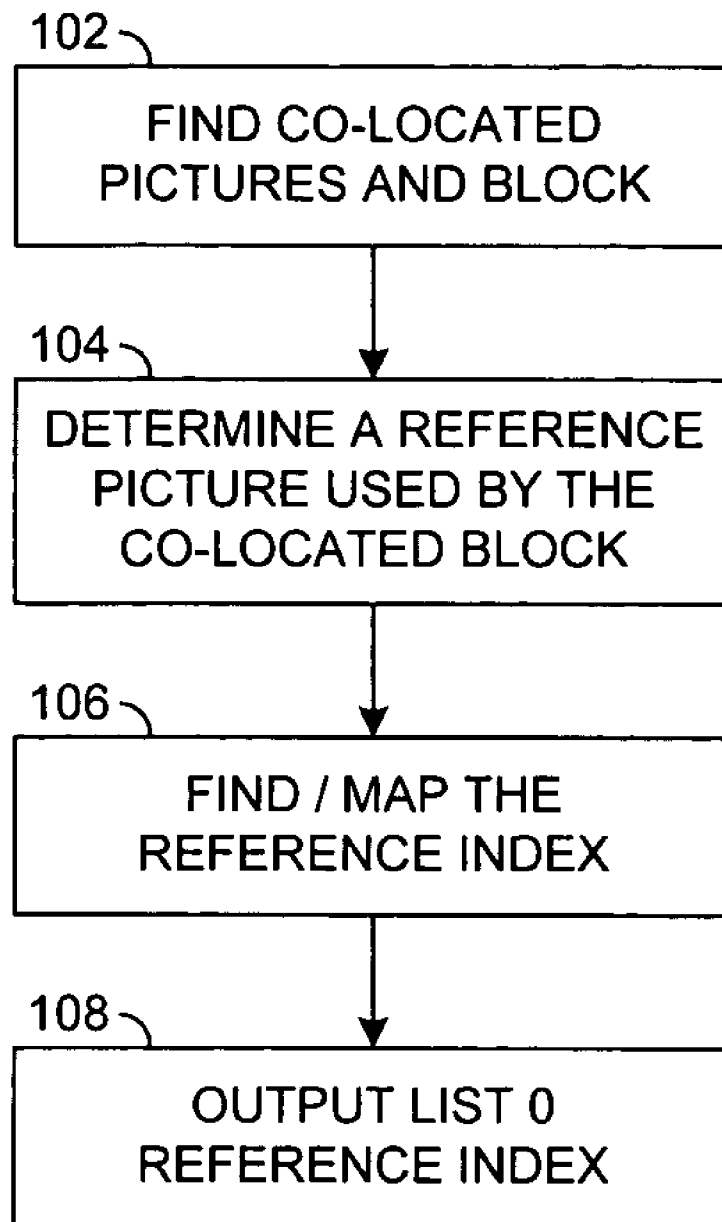 102
FIND CO-LOCATED
PICTURES AND BLOCK
104
DETERMINE A REFERENCE
PICTURE USED BY THE
CO-LOCATED BLOCK
106
FIND / MAP THE
REFERENCE INDEX
108
OUTPUT LIST 0
REFERENCE INDEX